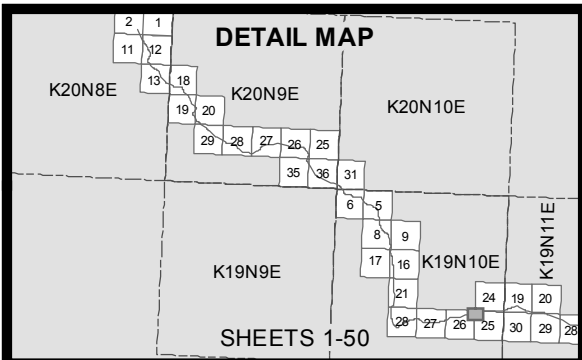 DETAIL MAP
2 1
11 12
13 18
K20N8E
K20N9E
K20N10E
19 20
29 28 27 26 25
35 36 31
6 5
8 9
17 16
K19N9E
K19N10E
K19N11E
21
24 19 20
28 27 26 25 30 29 28
SHEETS 1-50